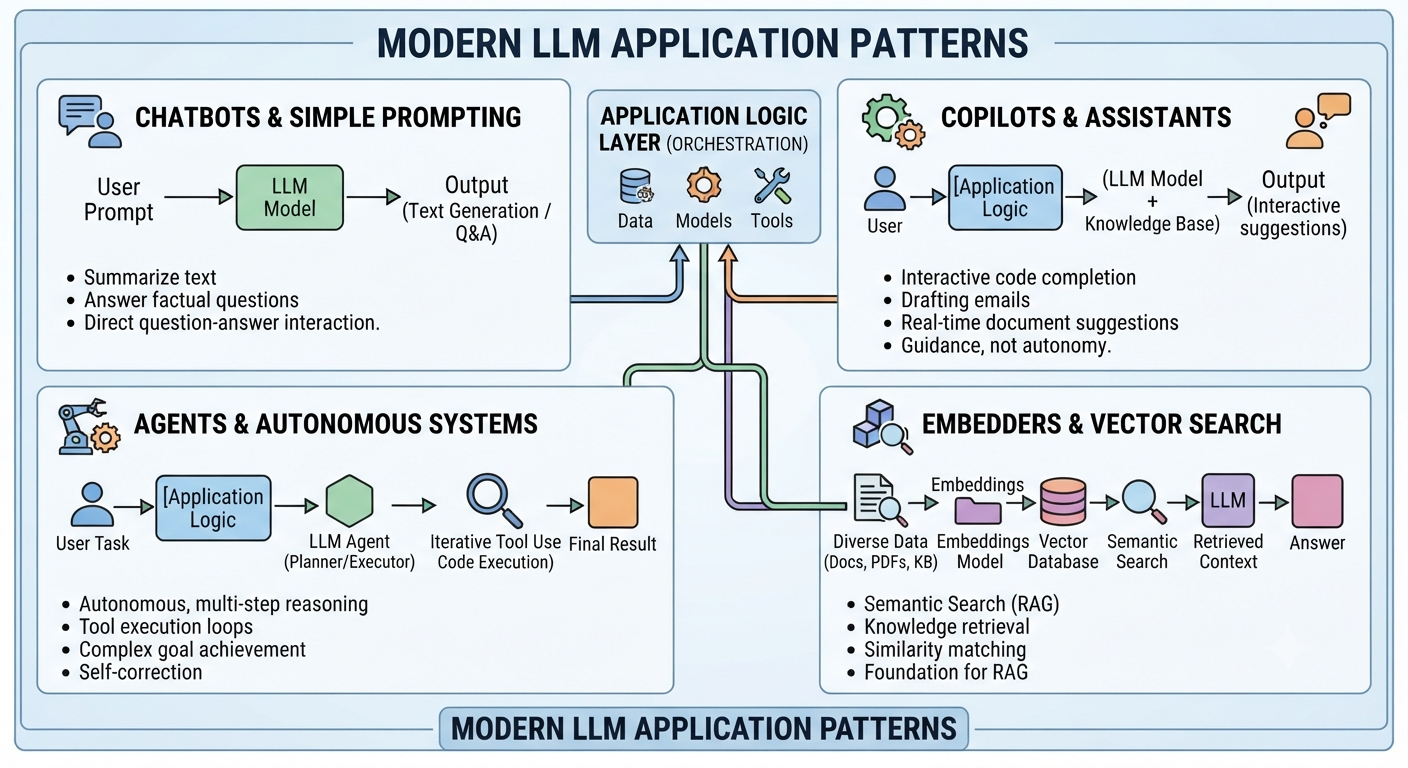 MODERN LLM APPLICATION PATTERNS
CHATBOTS & SIMPLE PROMPTING
User
Prompt
LLM
Model
Output
(Text Generation /
Q&A)
• Summarize text
• Answer factual questions
• Direct question-answer interaction.
APPLICATION LOGIC
LAYER (ORCHESTRATION)
Data
Models
Tools
COPILOTS & ASSISTANTS
User
[Application
Logic
(LLM Model
+
Knowledge Base)
Output
(Interactive
suggestions)
• Interactive code completion
• Drafting emails
• Real-time document suggestions
• Guidance, not autonomy.
AGENTS & AUTONOMOUS SYSTEMS
User Task
[Application
Logic
LLM Agent
(Planner/Executor)
Iterative Tool Use
Code Execution)
Final Result
• Autonomous, multi-step reasoning
• Tool execution loops
• Complex goal achievement
• Self-correction
EMBEDDERS & VECTOR SEARCH
Diverse Data
(Docs, PDFs, KB)
Embeddings
Embeddings
Model
Vector
Database
Semantic
Search
LLM
Retrieved
Context
Answer
• Semantic Search (RAG)
• Knowledge retrieval
• Similarity matching
• Foundation for RAG
MODERN LLM APPLICATION PATTERNS